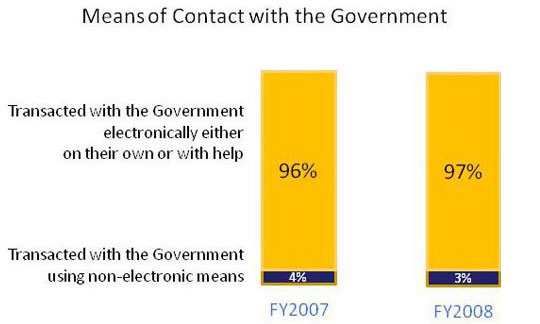 Means of Contact with the Government
Transacted with the Government
electronically either
on their own or with help
96%
97%
Transacted with the Government
using non-electronic means
4%
3%
FY2007
FY2008